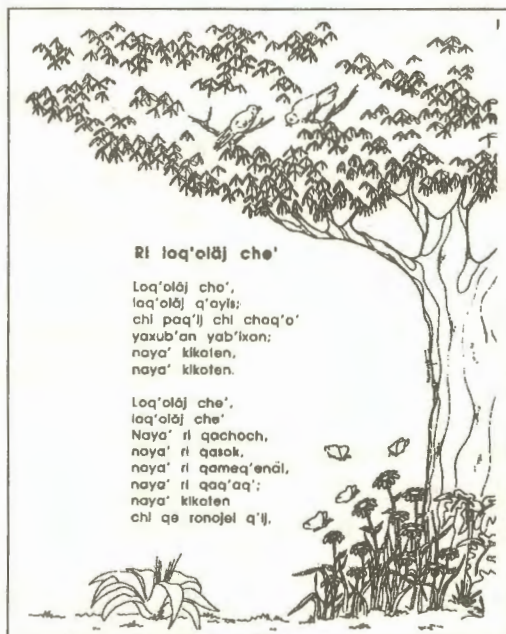 Ri loq'oläj che'
Loq'oläj che',
loq'oläj q'ayis;
chi paq'ij chi chaq'a'
yaxub'an yab'ixan;
naya' kikoten,
naya' kikoten.
Loq'oläj che',
loq'oläj che'
Naya' ri qachoch,
naya' ri qasok,
naya' ri qameq'enäl,
naya' ri qaq'aq';
naya' kikoten
chi qe ronojel q'ij.